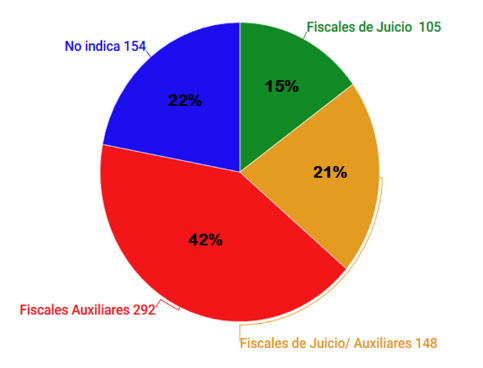 Fiscales de Juicio 105
No indica 154
15%
22%
21%
42%
Fiscales Auxiliares 292
Fiscales de Juicio/ Auxiliares 148